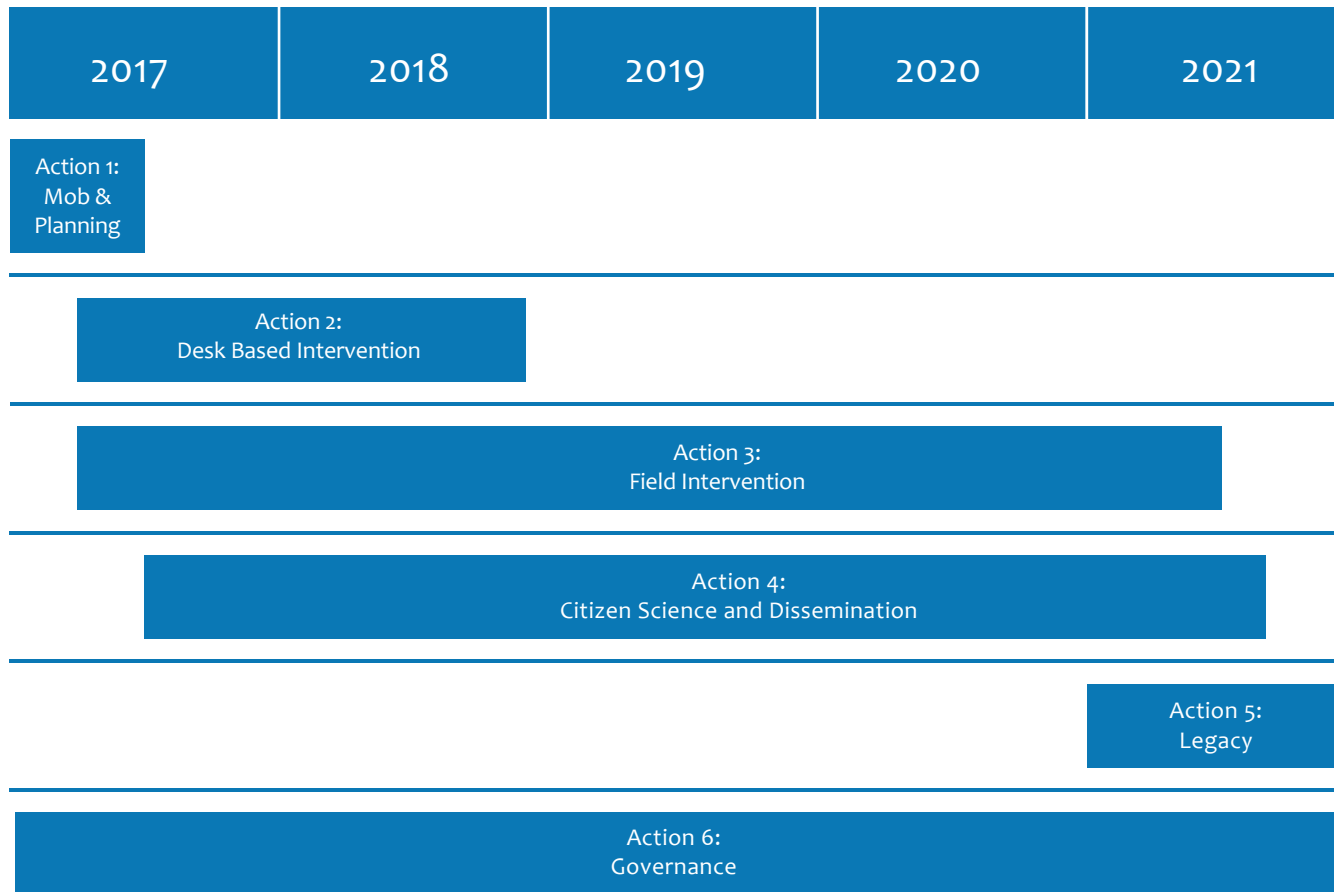 2017 2018 2019 2020 2021
Action 1:
Mob &
Planning
Action 2:
Desk Based Intervention
Action 3:
Field Intervention
Action 4:
Citizen Science and Dissemination
Action 5:
Legacy
Action 6:
Governance